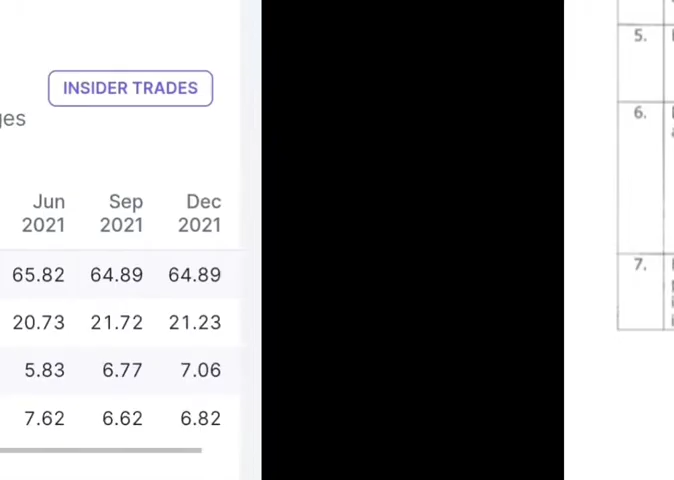 INSIDER TRADES
ges
Jun Sep Dec
2021 2021 2021
65.82 64.89 64.89
20.73 21.72 21.23
5.83 6.77 7.06
7.62 6.62 6.82
5.
6.
7.